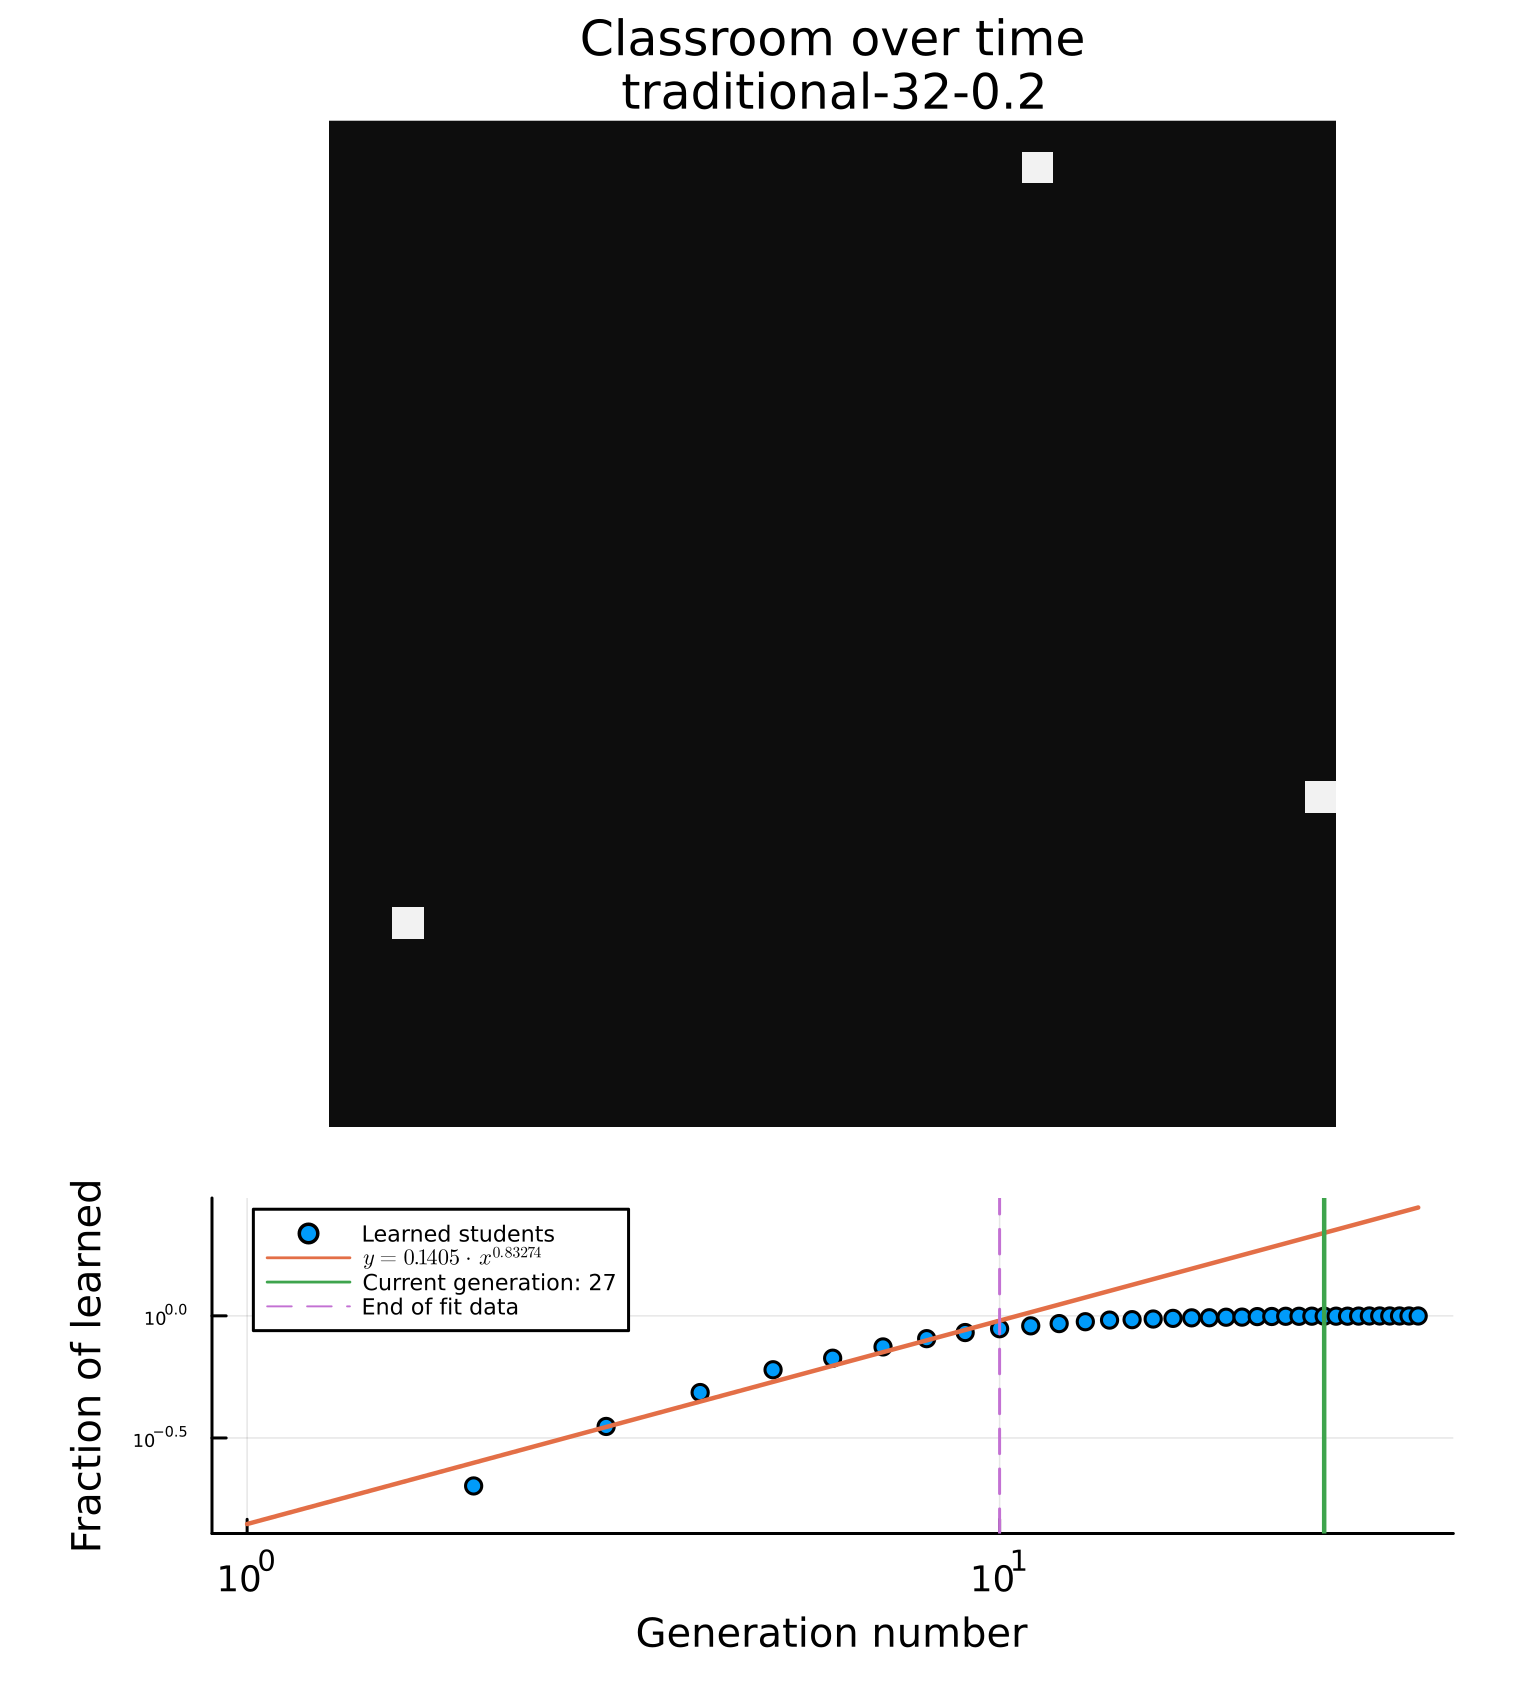 Classroom over time
traditional-32-0.2
Fraction of learned
Learned students
y = 0.1405 · x^0.83274
Current generation: 27
End of fit data
10^0.0
10^−0.5
10^0
10^1
Generation number